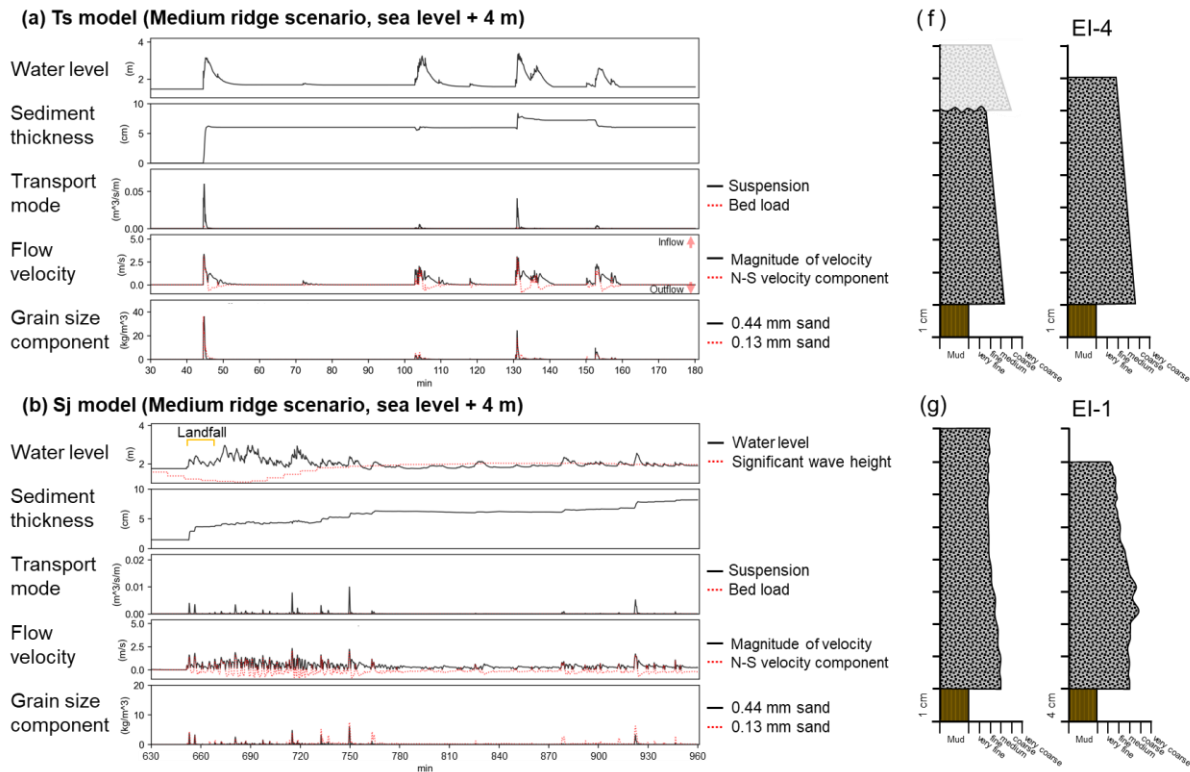 (a) Ts model (Medium ridge scenario, sea level + 4 m)
Water level
(m)
4
2
Sediment thickness
(cm)
10
5
0
Transport mode
(m^3/s/m)
0.05
0.00
Suspension
Bed load
Flow velocity
(m/s)
5.0
2.5
0.0
Inflow
Outflow
Magnitude of velocity
N-S velocity component
Grain size component
(kg/m^3)
40
20
0
0.44 mm sand
0.13 mm sand
30 40 50 60 70 80 90 100 110 120 130 140 150 160 170 180
min
(b) Sj model (Medium ridge scenario, sea level + 4 m)
Landfall
Water level
(m)
4
2
0
Water level
Significant wave height
Sediment thickness
(cm)
10
5
0
Transport mode
(m^3/s/m)
0.02
0.01
0.00
Suspension
Bed load
Flow velocity
(m/s)
5.0
2.5
0.0
Magnitude of velocity
N-S velocity component
Grain size component
(kg/m^3)
20
10
0
0.44 mm sand
0.13 mm sand
630 660 690 720 750 780 810 840 870 900 930 960
min
(f)
EI-4
1 cm
Mud
very fine
fine
medium
coarse
very coarse
1 cm
Mud
very fine
fine
medium
coarse
very coarse
(g)
EI-1
1 cm
Mud
very fine
fine
medium
coarse
very coarse
4 cm
Mud
very fine
fine
medium
coarse
very coarse